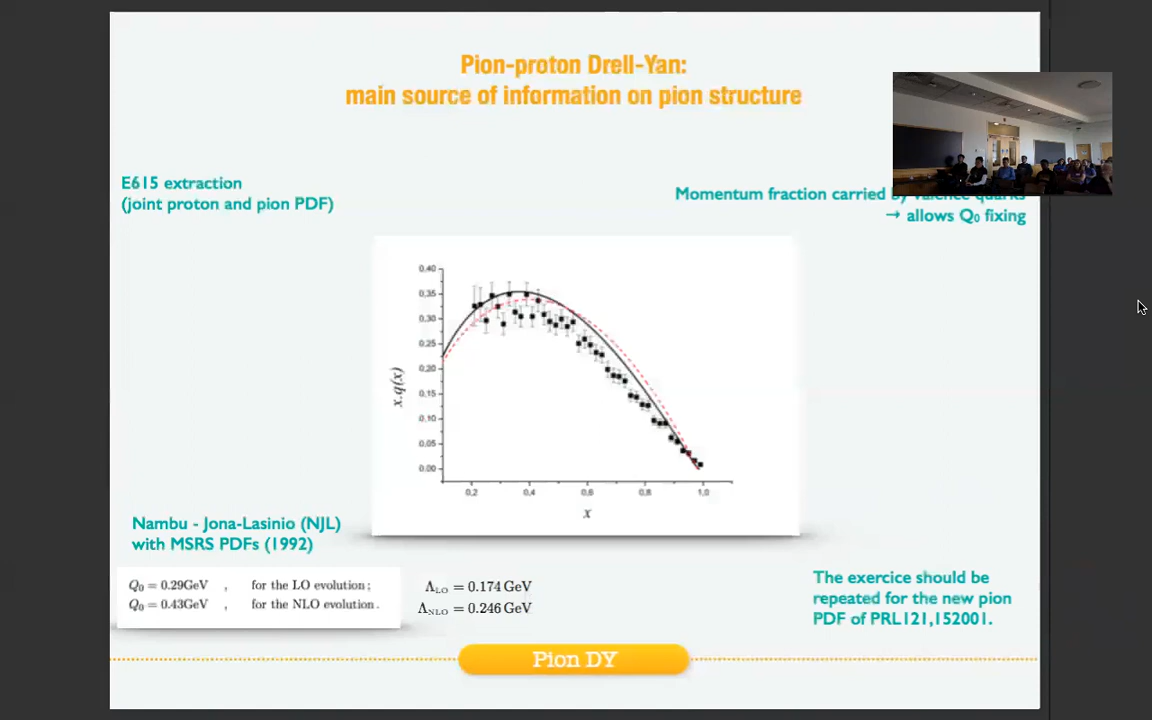 Pion-proton Drell-Yan:
main source of information on pion structure
E615 extraction
(joint proton and pion PDF)
Momentum fraction carried by valence quarks
→ allows Q₀ fixing
0,40
0,35
0,30
0,25
0,20
0,15
0,10
0,05
0,00
x.q(x)
0,2 0,4 0,6 0,8 1,0
x
Nambu - Jona-Lasinio (NJL)
with MSRS PDFs (1992)
Q₀ = 0.29GeV , for the LO evolution;
Q₀ = 0.43GeV , for the NLO evolution.
Λ_LO = 0.174 GeV
Λ_NLO = 0.246 GeV
The exercice should be
repeated for the new pion
PDF of PRL121,152001.
Pion DY